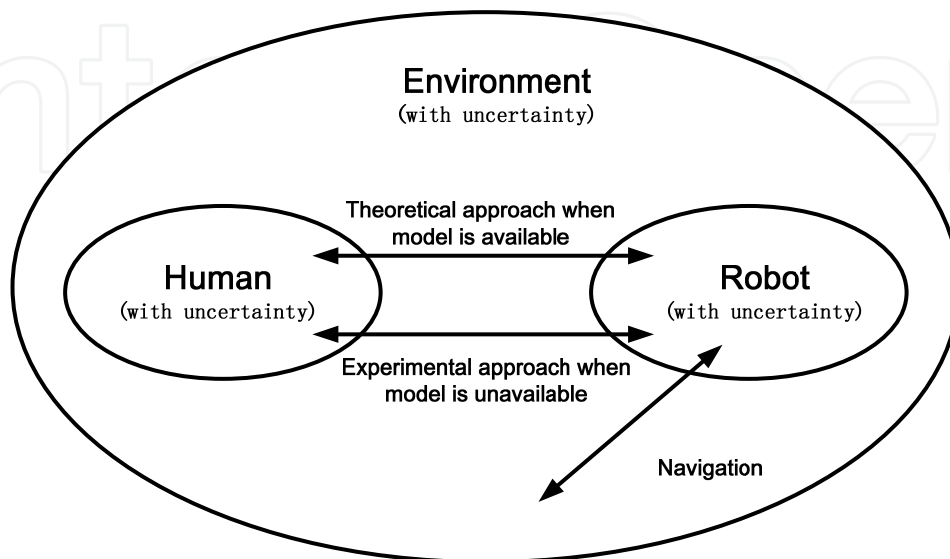 Environment
(with uncertainty)
Theoretical approach when
model is available
Human
(with uncertainty)
Robot
(with uncertainty)
Experimental approach when
model is unavailable
Navigation